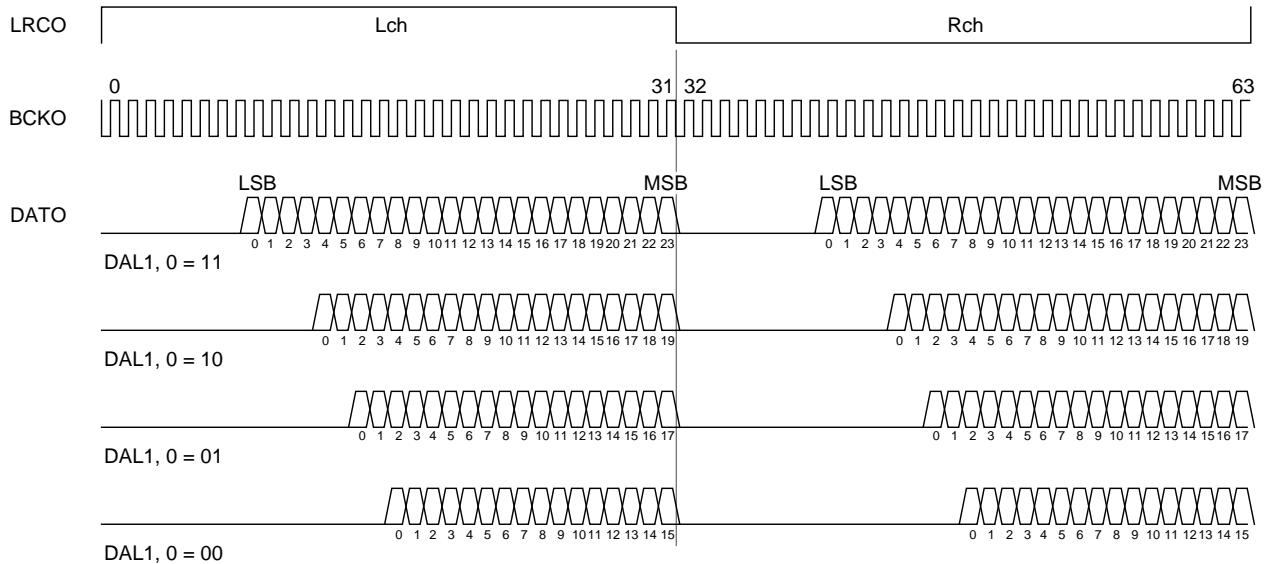 LRCO Lch Rch
0 31 32 63
BCKO
LSB MSB LSB MSB
DATO
0 1 2 3 4 5 6 7 8 9 10 11 12 13 14 15 16 17 18 19 20 21 22 23 0 1 2 3 4 5 6 7 8 9 10 11 12 13 14 15 16 17 18 19 20 21 22 23
DAL1, 0 = 11
0 1 2 3 4 5 6 7 8 9 10 11 12 13 14 15 16 17 18 19 0 1 2 3 4 5 6 7 8 9 10 11 12 13 14 15 16 17 18 19
DAL1, 0 = 10
0 1 2 3 4 5 6 7 8 9 10 11 12 13 14 15 16 17 0 1 2 3 4 5 6 7 8 9 10 11 12 13 14 15 16 17
DAL1, 0 = 01
0 1 2 3 4 5 6 7 8 9 10 11 12 13 14 15 0 1 2 3 4 5 6 7 8 9 10 11 12 13 14 15
DAL1, 0 = 00